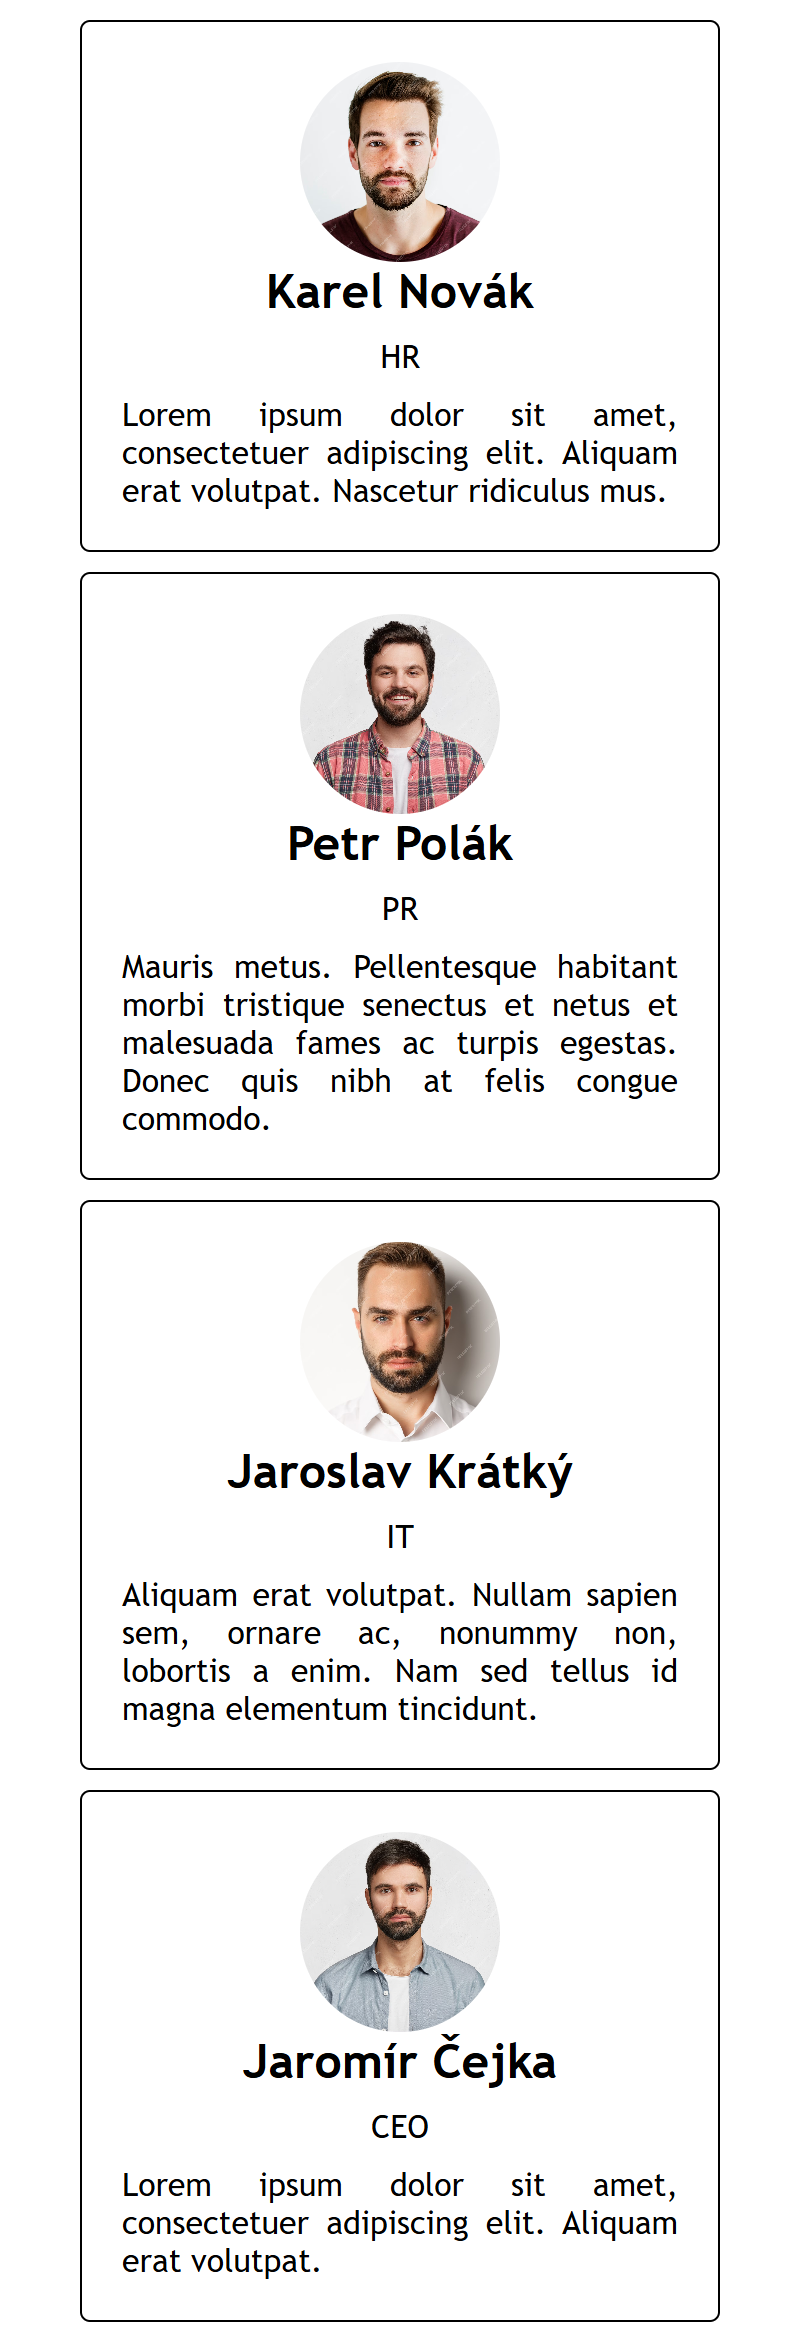 Karel Novák
HR
Lorem ipsum dolor sit amet,
consectetuer adipiscing elit. Aliquam
erat volutpat. Nascetur ridiculus mus.
Petr Polák
PR
Mauris metus. Pellentesque habitant
morbi tristique senectus et netus et
malesuada fames ac turpis egestas.
Donec quis nibh at felis congue
commodo.
Jaroslav Krátký
IT
Aliquam erat volutpat. Nullam sapien
sem, ornare ac, nonummy non,
lobortis a enim. Nam sed tellus id
magna elementum tincidunt.
Jaromír Čejka
CEO
Lorem ipsum dolor sit amet,
consectetuer adipiscing elit. Aliquam
erat volutpat.